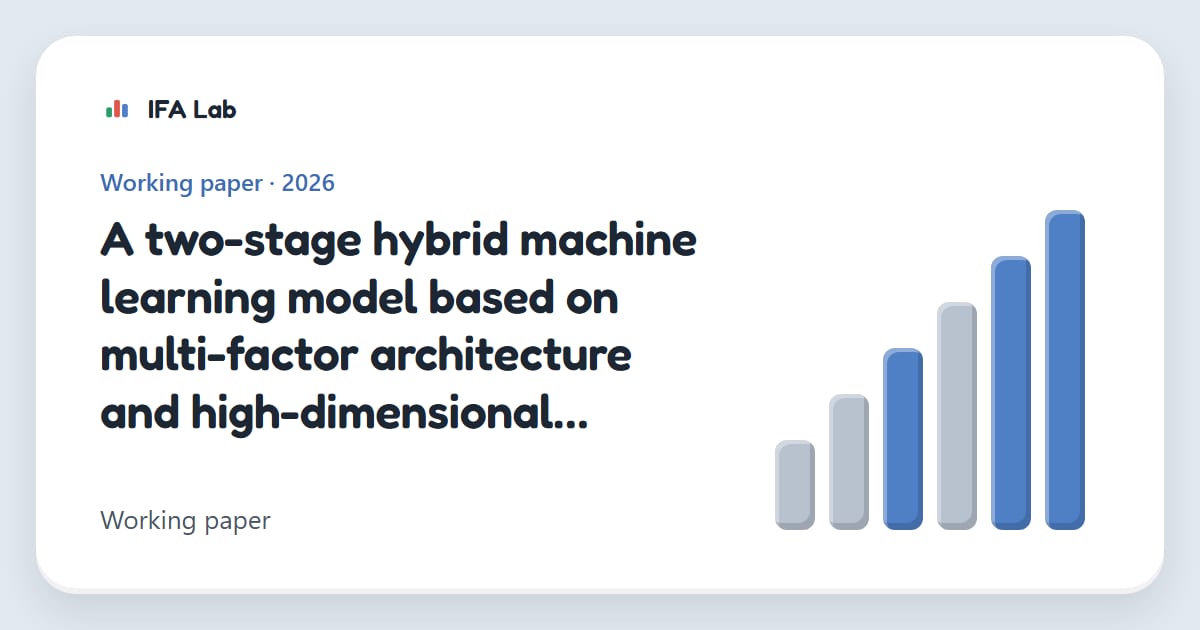 IFA Lab
Working paper · 2026
A two-stage hybrid machine
learning model based on
multi-factor architecture
and high-dimensional...
Working paper